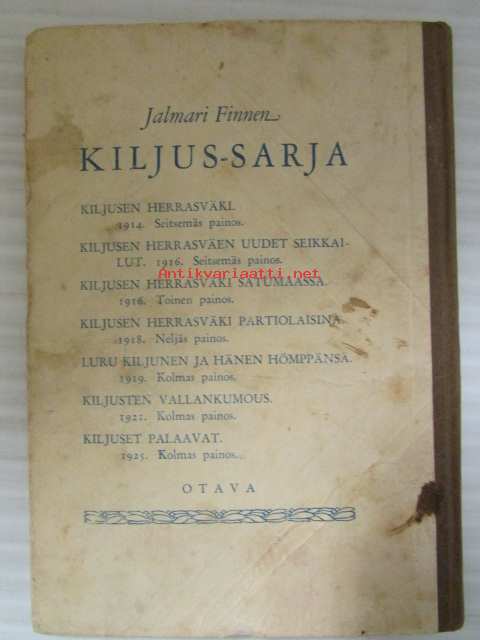 Jalmari Finnen
KILJUS-SARJA
KILJUSEN HERRASVÄKI.
1914. Seitsemäs painos.
KILJUSEN HERRASVÄEN UUDET SEIKKAI-
LUT. 1916. Seitsemäs painos.
Antikvariaatti.net
KILJUSEN HERRASVÄKI SATUMAASSA.
1916. Toinen painos.
KILJUSEN HERRASVÄKI PARTIOLAISINA.
1918. Neljäs painos.
LURU KILJUNEN JA HÄNEN HÖMPPÄNSÄ.
1919. Kolmas painos.
KILJUSTEN VALLANKUMOUS.
1921. Kolmas painos.
KILJUSET PALAAVAT.
1925. Kolmas painos.
OTAVA